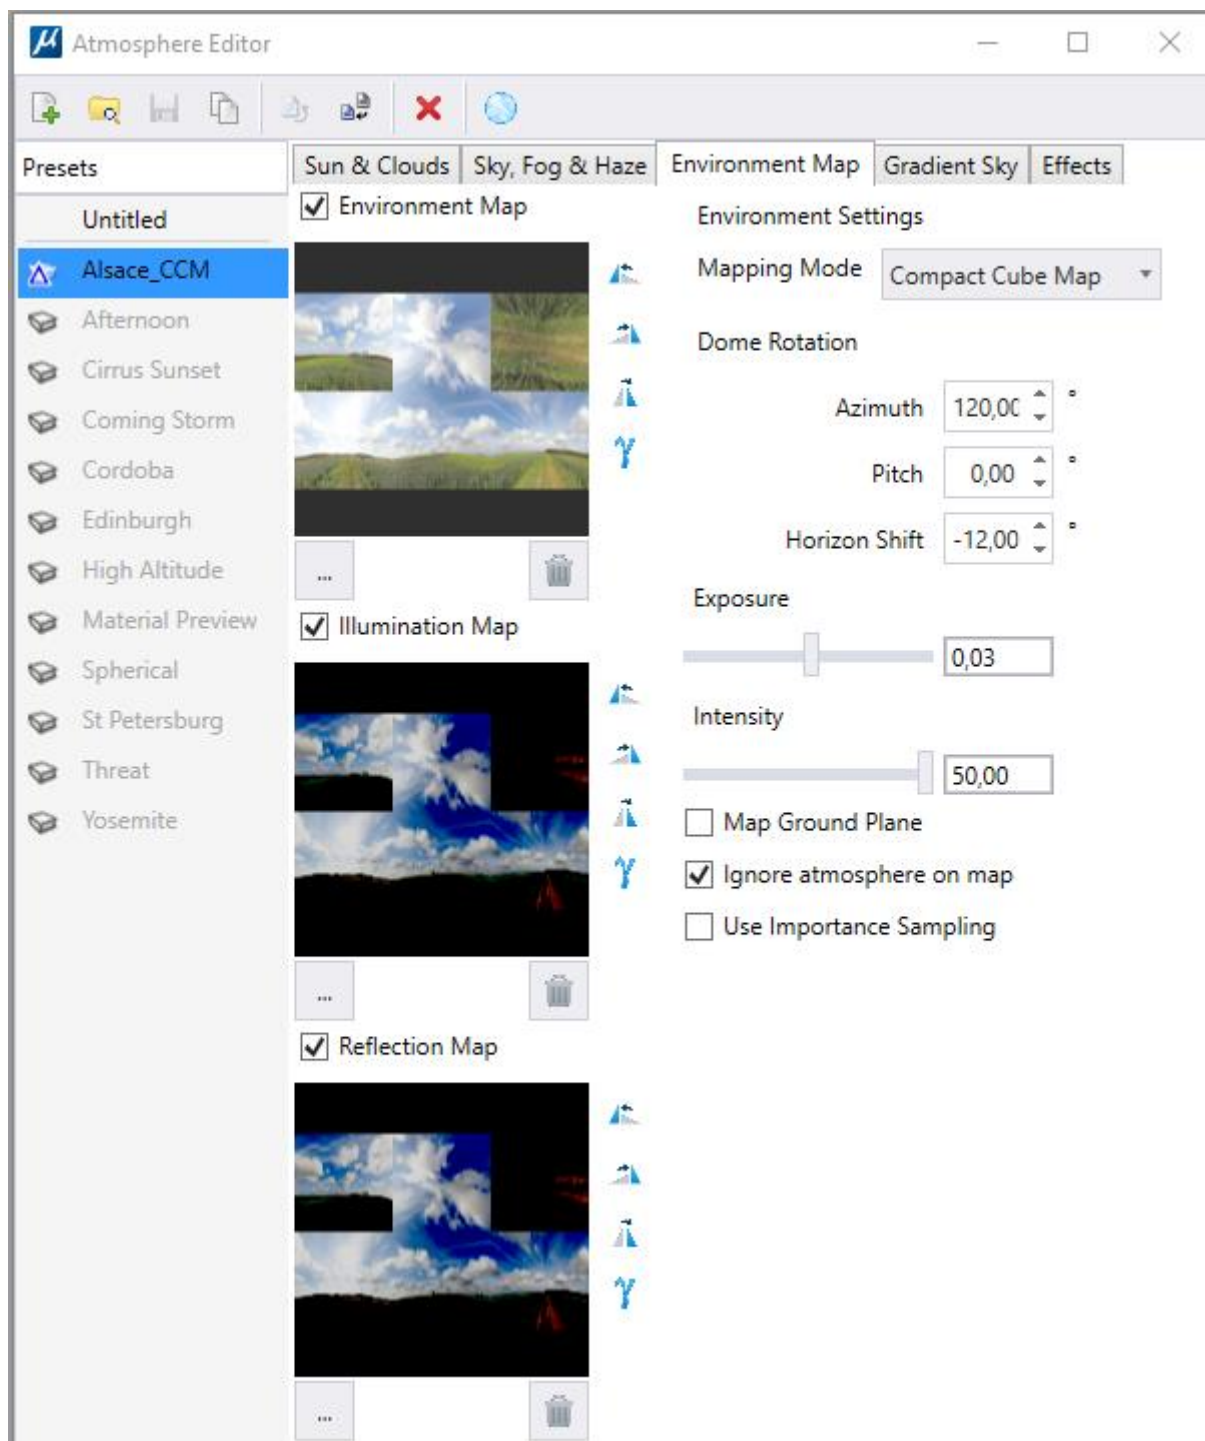 Atmosphere Editor
Presets
Untitled
Alsace_CCM
Afternoon
Cirrus Sunset
Coming Storm
Cordoba
Edinburgh
High Altitude
Material Preview
Spherical
St Petersburg
Threat
Yosemite
Sun & Clouds
Sky, Fog & Haze
Environment Map
Gradient Sky
Effects
Environment Map
...
Illumination Map
...
Reflection Map
...
Environment Settings
Mapping Mode Compact Cube Map
Dome Rotation
Azimuth 120,00 °
Pitch 0,00 °
Horizon Shift -12,00 °
Exposure
0,03
Intensity
50,00
Map Ground Plane
Ignore atmosphere on map
Use Importance Sampling